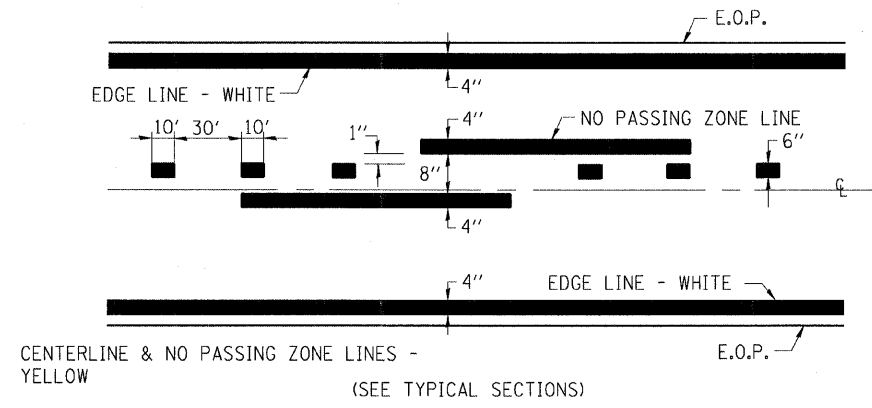 E.O.P.
EDGE LINE - WHITE
4''
10' 30' 10'
1''
4''
NO PASSING ZONE LINE
6''
8''
℄
4''
4''
EDGE LINE - WHITE
E.O.P.
CENTERLINE & NO PASSING ZONE LINES -
YELLOW
(SEE TYPICAL SECTIONS)